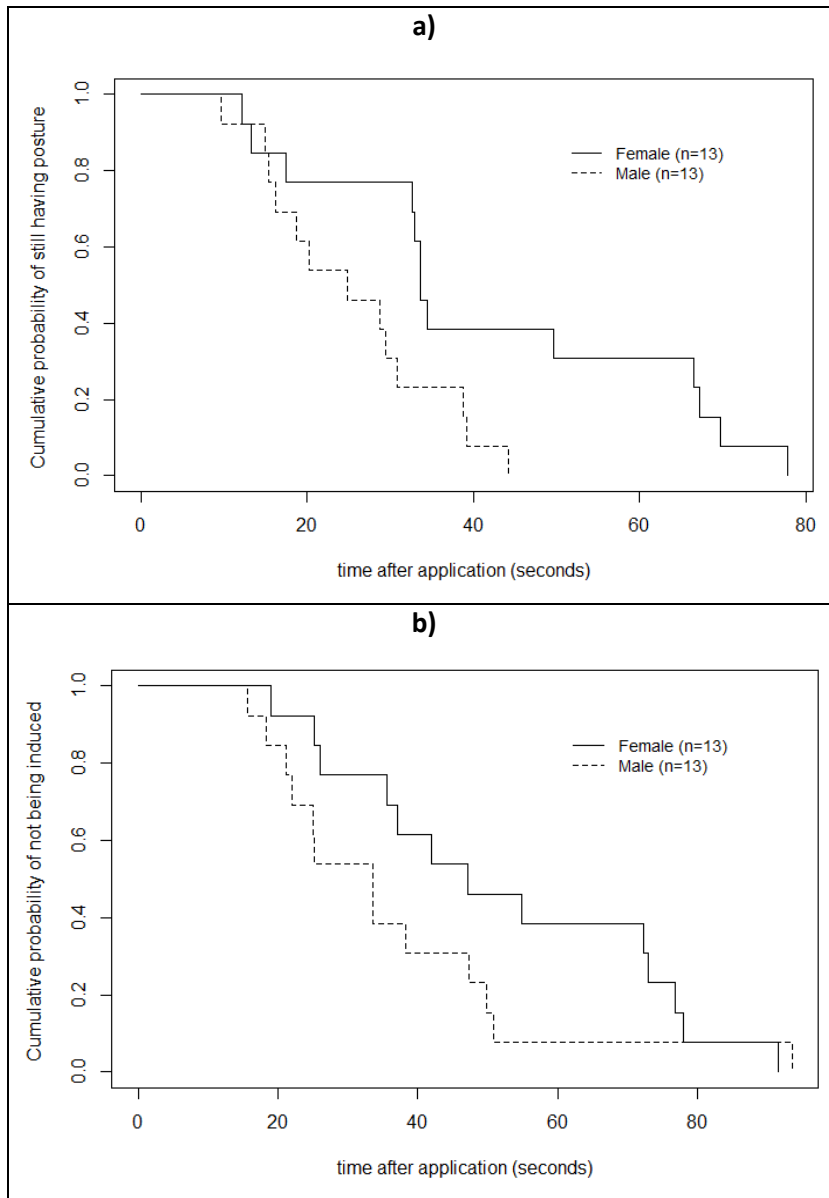 a)
Cumulative probability of still having posture
1.0
0.8
0.6
0.4
0.2
0.0
Female (n=13)
Male (n=13)
0 20 40 60 80
time after application (seconds)
b)
Cumulative probability of not being induced
1.0
0.8
0.6
0.4
0.2
0.0
Female (n=13)
Male (n=13)
0 20 40 60 80
time after application (seconds)